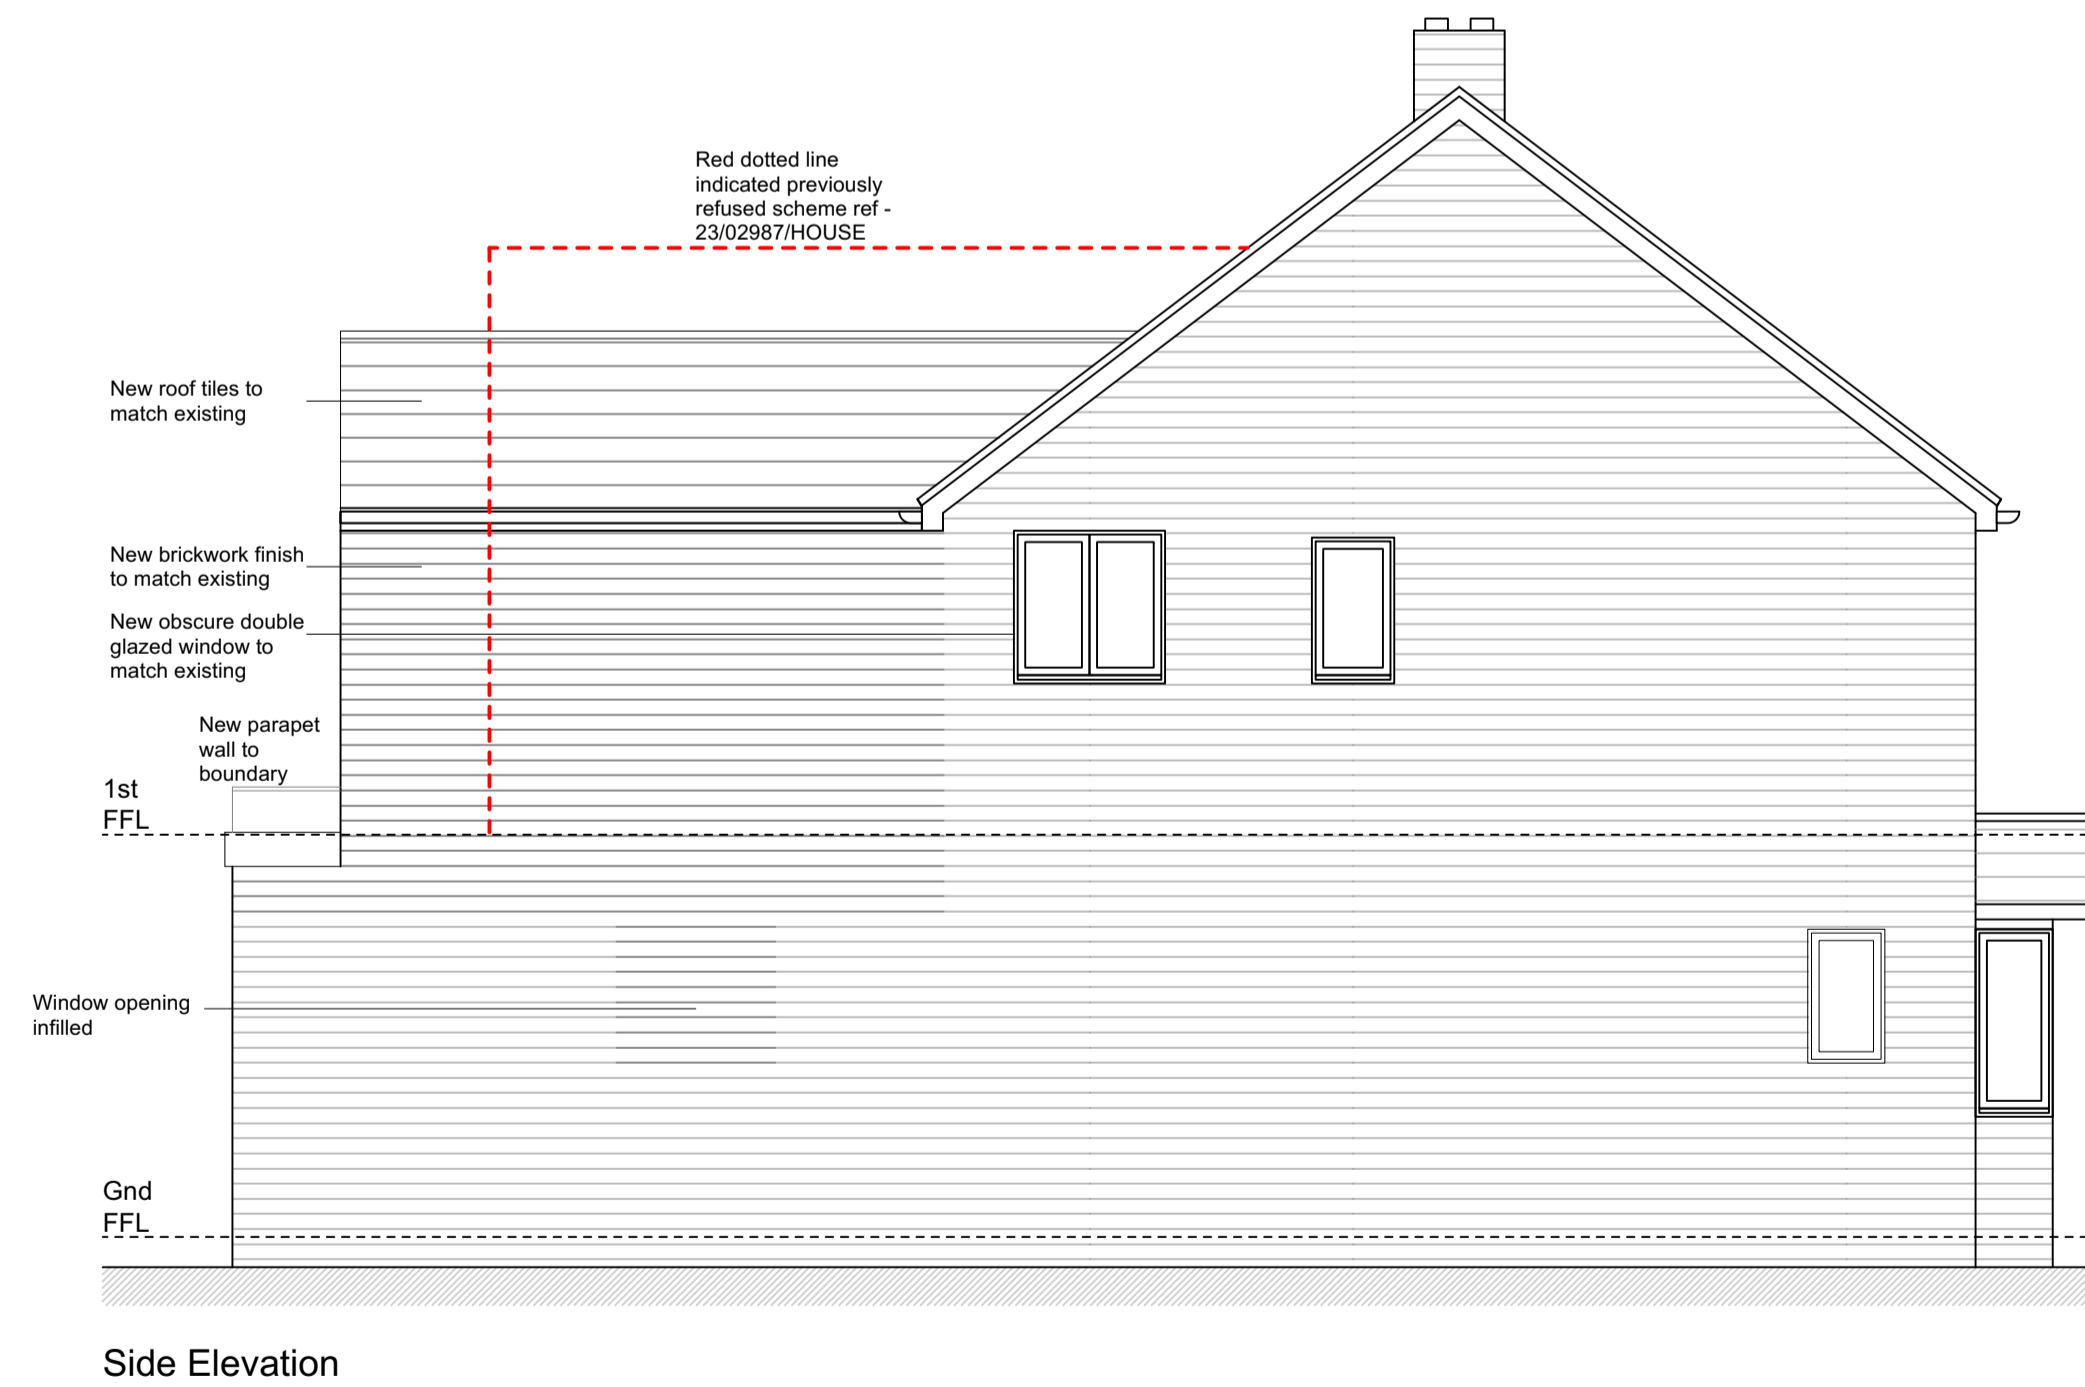 Red dotted line
indicated previously
refused scheme ref -
23/02987/HOUSE
New roof tiles to
match existing
New brickwork finish
to match existing
New obscure double
glazed window to
match existing
New parapet
wall to
boundary
1st
FFL
Window opening
infilled
Gnd
FFL
Side Elevation